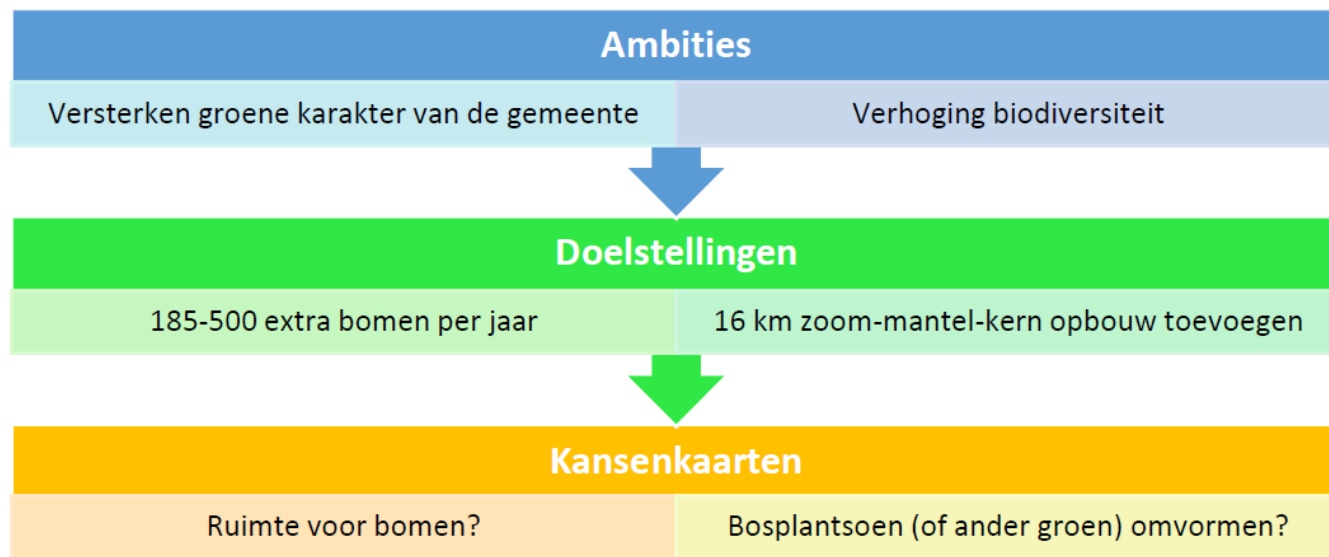 Ambities
Versterken groene karakter van de gemeente
Verhoging biodiversiteit
Doelstellingen
185-500 extra bomen per jaar
16 km zoom-mantel-kern opbouw toevoegen
Kansenkaarten
Ruimte voor bomen?
Bosplantsoen (of ander groen) omvormen?